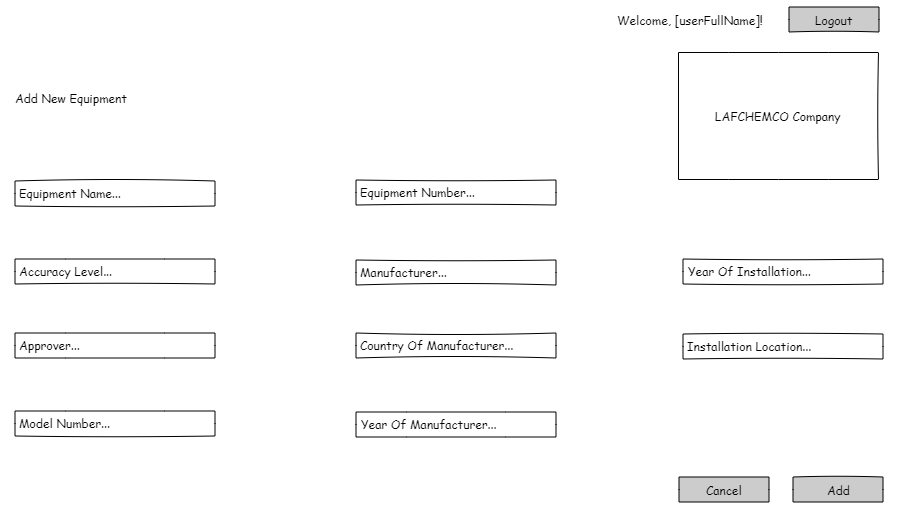 Welcome, [userFullName]!
Logout
Add New Equipment
LAFCHEMCO Company
Equipment Name...
Equipment Number...
Accuracy Level...
Manufacturer...
Year Of Installation...
Approver...
Country Of Manufacturer...
Installation Location...
Model Number...
Year Of Manufacturer...
Cancel
Add